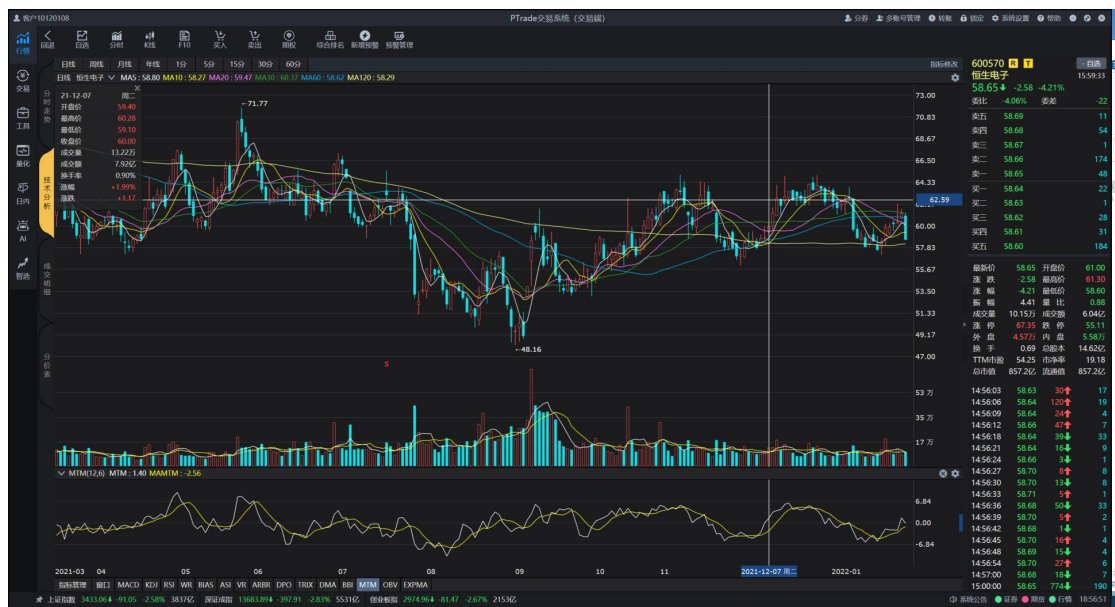 客户10120108 PTrade交易系统（交易端） 分券 多账号管理 转账 锁定 系统设置 帮助
行情 回退 自选 分时 K线 F10 买入 卖出 期权 综合排名 新增预警 预警管理
日线 周线 月线 年线 1分 5分 15分 30分 60分 指标修改
日线 恒生电子 MA5 : 58.80 MA10 : 58.27 MA20 : 59.47 MA30 : 60.37 MA60 : 58.62 MA120 : 58.29
交易
工具
量化
日内
AI
智选
分时走势
技术分析
成交明细
分价表
21-12-07 周二
开盘价 59.40
最高价 60.28
最低价 59.10
收盘价 60.00
成交量 13.22万
成交额 7.92亿
换手率 0.90%
涨幅 +1.99%
涨跌 +1.17
71.77
48.16
S
73.00
70.83
68.67
66.50
64.33
62.59
60.00
57.83
55.67
53.50
51.33
49.17
47.00
53 万
35 万
17 万
MTM(12,6) MTM : 1.40 MAMTM : -2.56
6.84
0.00
-6.84
2021-03 04 05 06 07 08 09 10 11 2021-12-07 周二 2022-01
指标管理 窗口 MACD KDJ RSI WR BIAS ASI VR ARBR DPO TRIX DMA BBI MTM OBV EXPMA
600570 R T - 自选
恒生电子 15:59:33
58.65 -2.58 -4.21%
委比 -4.06% 委差 -22
卖五 58.69 11
卖四 58.68 54
卖三 58.67 1
卖二 58.66 174
卖一 58.65 48
买一 58.64 22
买二 58.63 1
买三 58.62 28
买四 58.61 31
买五 58.60 184
最新价 58.65 开盘价 61.00
涨 跌 -2.58 最高价 61.30
涨 幅 -4.21 最低价 58.60
振 幅 4.41 量 比 0.88
成交量 10.15万 成交额 6.04亿
涨 停 67.35 跌 停 55.11
外 盘 4.57万 内 盘 5.58万
换 手 0.69 总股本 14.62亿
TTM市盈 54.25 市净率 19.18
总市值 857.2亿 流通值 857.2亿
14:56:03 58.63 30 17
14:56:06 58.64 120 19
14:56:09 58.64 24 4
14:56:12 58.66 47 7
14:56:18 58.64 39 33
14:56:21 58.64 16 9
14:56:24 58.66 3 1
14:56:27 58.70 8 8
14:56:30 58.70 13 8
14:56:33 58.71 5 1
14:56:36 58.68 50 33
14:56:39 58.70 5 2
14:56:42 58.68 1 1
14:56:45 58.70 16 4
14:56:48 58.69 15 4
14:56:54 58.70 27 6
14:57:00 58.68 18 7
15:00:00 58.65 774 190
上证指数 3433.06 -91.05 -2.58% 3837亿 深证成指 13683.89 -397.91 -2.83% 5531亿 创业板指 2974.96 -81.47 -2.67% 2153亿 系统公告 证券 期货 行情 18:56:51